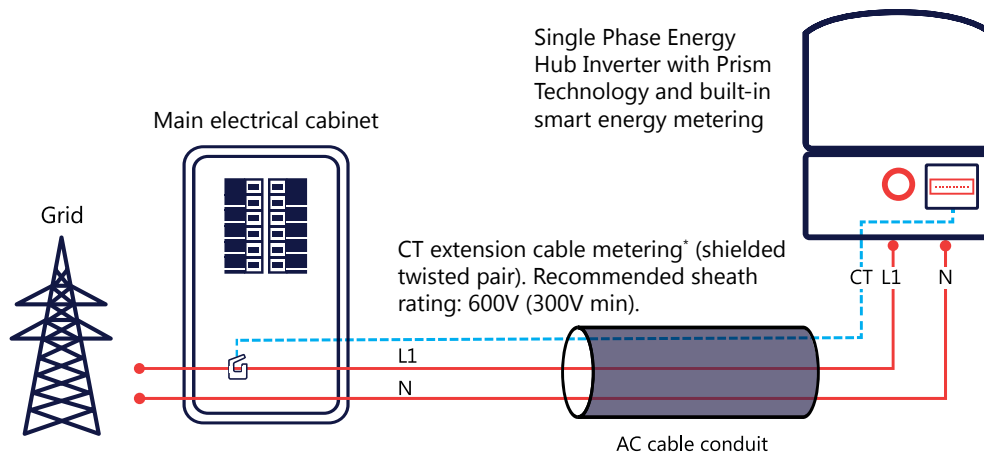 Single Phase Energy
Hub Inverter with Prism
Technology and built-in
smart energy metering
Main electrical cabinet
Grid
CT extension cable metering* (shielded
twisted pair). Recommended sheath
rating: 600V (300V min).
CT L1 N
L1
N
AC cable conduit